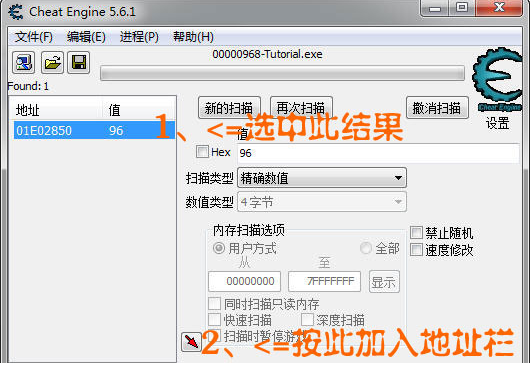 Cheat Engine 5.6.1
文件(F) 编辑(E) 进程(P) 帮助(H)
00000968-Tutorial.exe
Found: 1
Cheat Engine
设置
地址 值
01E02850 96
新的扫描 再次扫描 撤消扫描
1、<=选中此结果
值
Hex 96
扫描类型 精确数值
数值类型 4 字节
内存扫描选项
用户方式 全部
从 至
00000000 7FFFFFFF 显示
同时扫描只读内存
快速扫描 深度扫描
扫描时暂停游戏
禁止随机
速度修改
2、<=按此加入地址栏